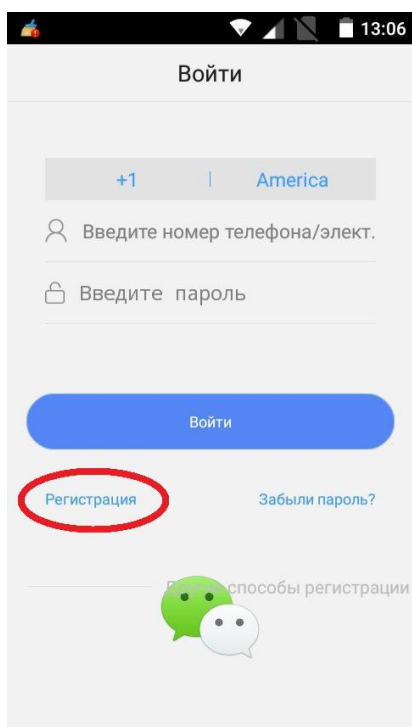 13:06
Войти
+1 | America
Введите номер телефона/элект.
Введите пароль
Войти
Регистрация Забыли пароль?
способы регистрации